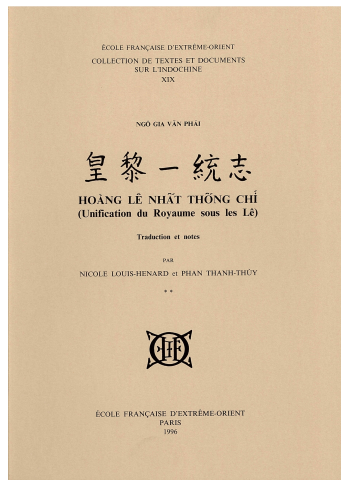 ÉCOLE FRANÇAISE D'EXTRÊME-ORIENT
COLLECTION DE TEXTES ET DOCUMENTS
SUR L'INDOCHINE
XIX
NGÔ GIA VĂN PHÁI
皇黎一統志
HOÀNG LÊ NHẤT THỐNG CHÍ
(Unification du Royaume sous les Lê)
Traduction et notes
PAR
NICOLE LOUIS-HENARD ET PHAN THANH-THỦY
* *
ÉCOLE FRANÇAISE D'EXTRÊME-ORIENT
PARIS
1996